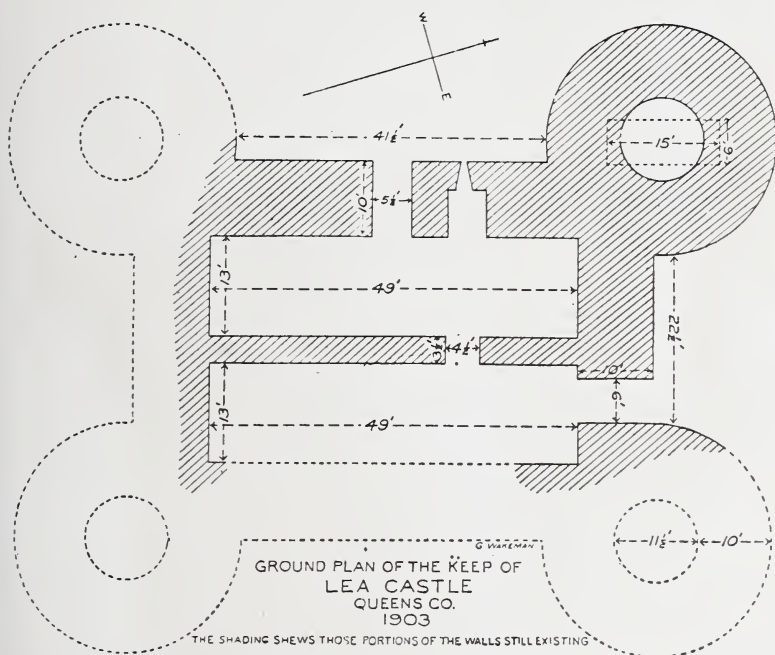 W
E
41½'
15'
9'
10'
5½'
13'
49'
3½'
4½'
22½'
10'
6'
13'
49'
11½'
10'
G WAKEMAN
GROUND PLAN OF THE KEEP OF
LEA CASTLE
QUEENS CO.
1903
THE SHADING SHEWS THOSE PORTIONS OF THE WALLS STILL EXISTING